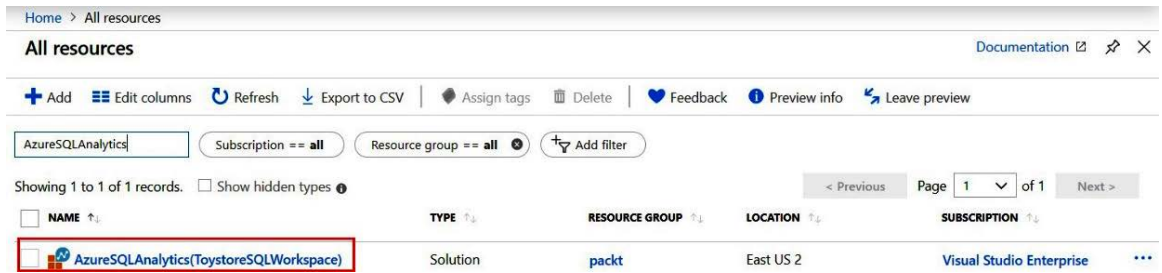 Home > All resources
All resources
Documentation
Add Edit columns Refresh Export to CSV Assign tags Delete Feedback Preview info Leave preview
AzureSQLAnalytics Subscription == all Resource group == all Add filter
Showing 1 to 1 of 1 records. Show hidden types < Previous Page 1 of 1 Next >
NAME TYPE RESOURCE GROUP LOCATION SUBSCRIPTION
AzureSQLAnalytics(ToystoreSQLWorkspace) Solution packt East US 2 Visual Studio Enterprise